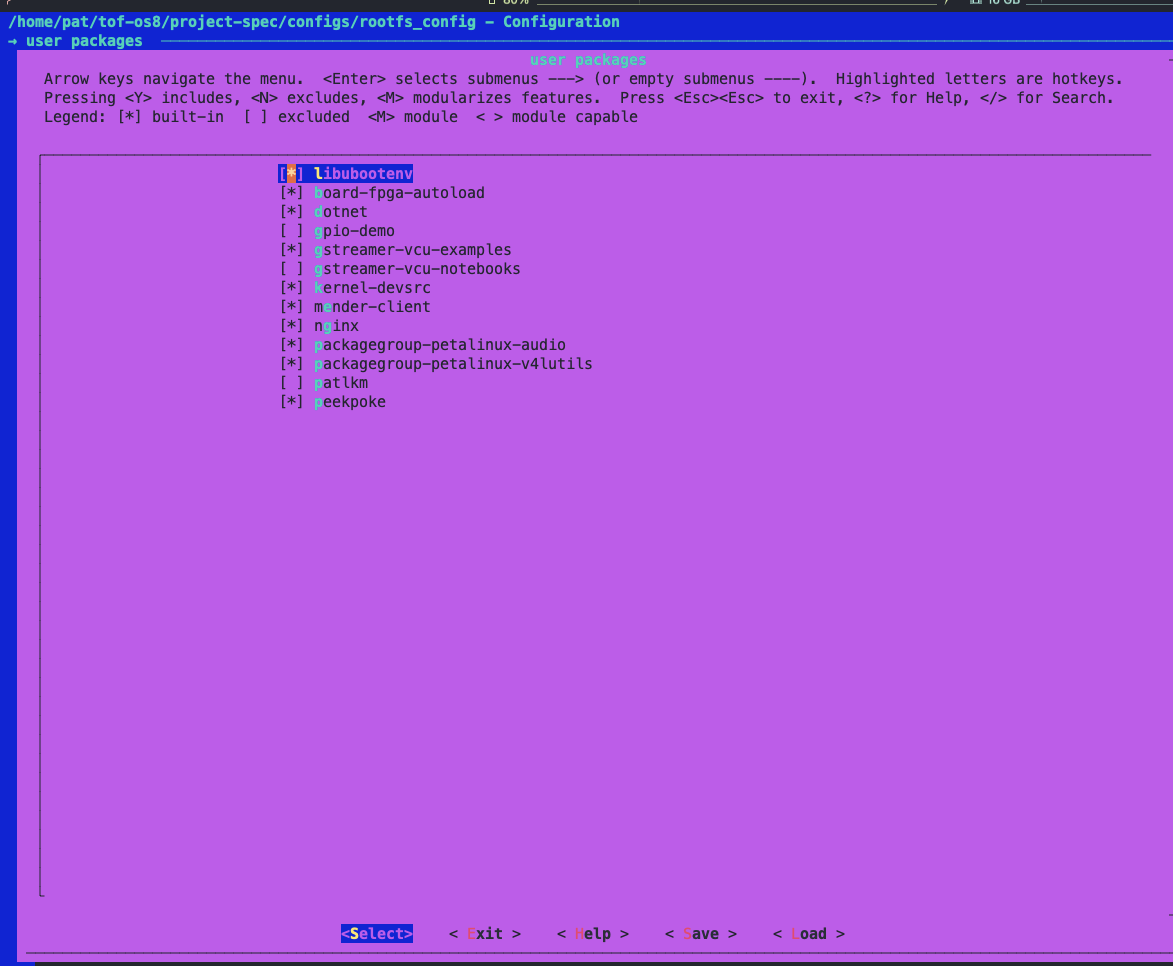 /home/pat/tof-os8/project-spec/configs/rootfs_config - Configuration
→ user packages
user packages
Arrow keys navigate the menu.  <Enter> selects submenus ---> (or empty submenus ----).  Highlighted letters are hotkeys.
Pressing <Y> includes, <N> excludes, <M> modularizes features.  Press <Esc><Esc> to exit, <?> for Help, </> for Search.
Legend: [*] built-in  [ ] excluded  <M> module  < > module capable
[*] libubootenv
[*] board-fpga-autoload
[*] dotnet
[ ] gpio-demo
[*] gstreamer-vcu-examples
[ ] gstreamer-vcu-notebooks
[*] kernel-devsrc
[*] mender-client
[*] nginx
[*] packagegroup-petalinux-audio
[*] packagegroup-petalinux-v4lutils
[ ] patlkm
[*] peekpoke
<Select>    < Exit >    < Help >    < Save >    < Load >